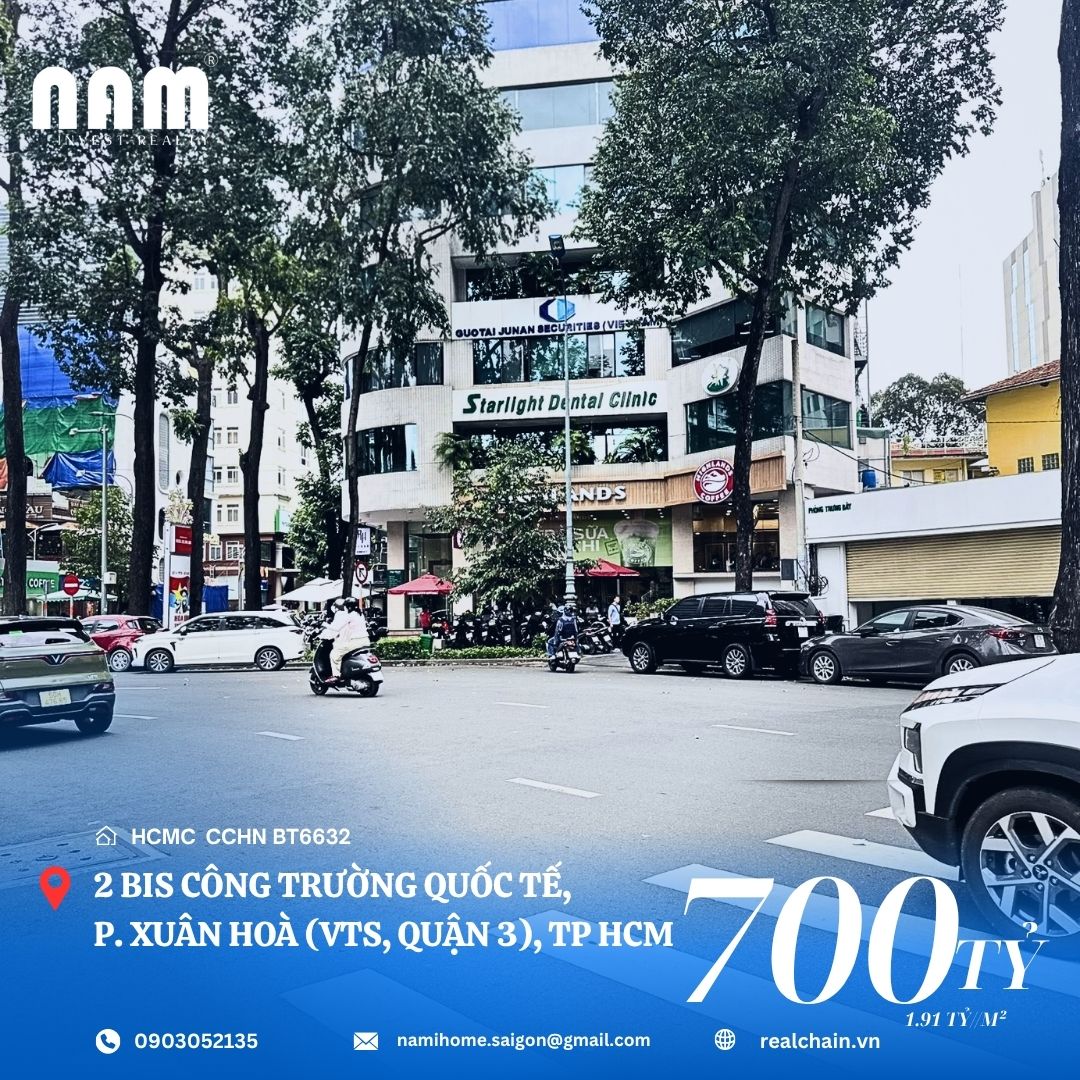 NAM®
INVEST REALTY
GUOTAI JUNAN SECURITIES (VIETNAM)
Starlight Dental Clinic
HIGHLANDS
HIGHLANDS
COFFEE
PHÒNG TRƯNG BÀY
HCMC CCHN BT6632
2 BIS CÔNG TRƯỜNG QUỐC TẾ,
P. XUÂN HOÀ (VTS, QUẬN 3), TP HCM
700 TỶ
1.91 TỶ//M²
0903052135
namihome.saigon@gmail.com
realchain.vn